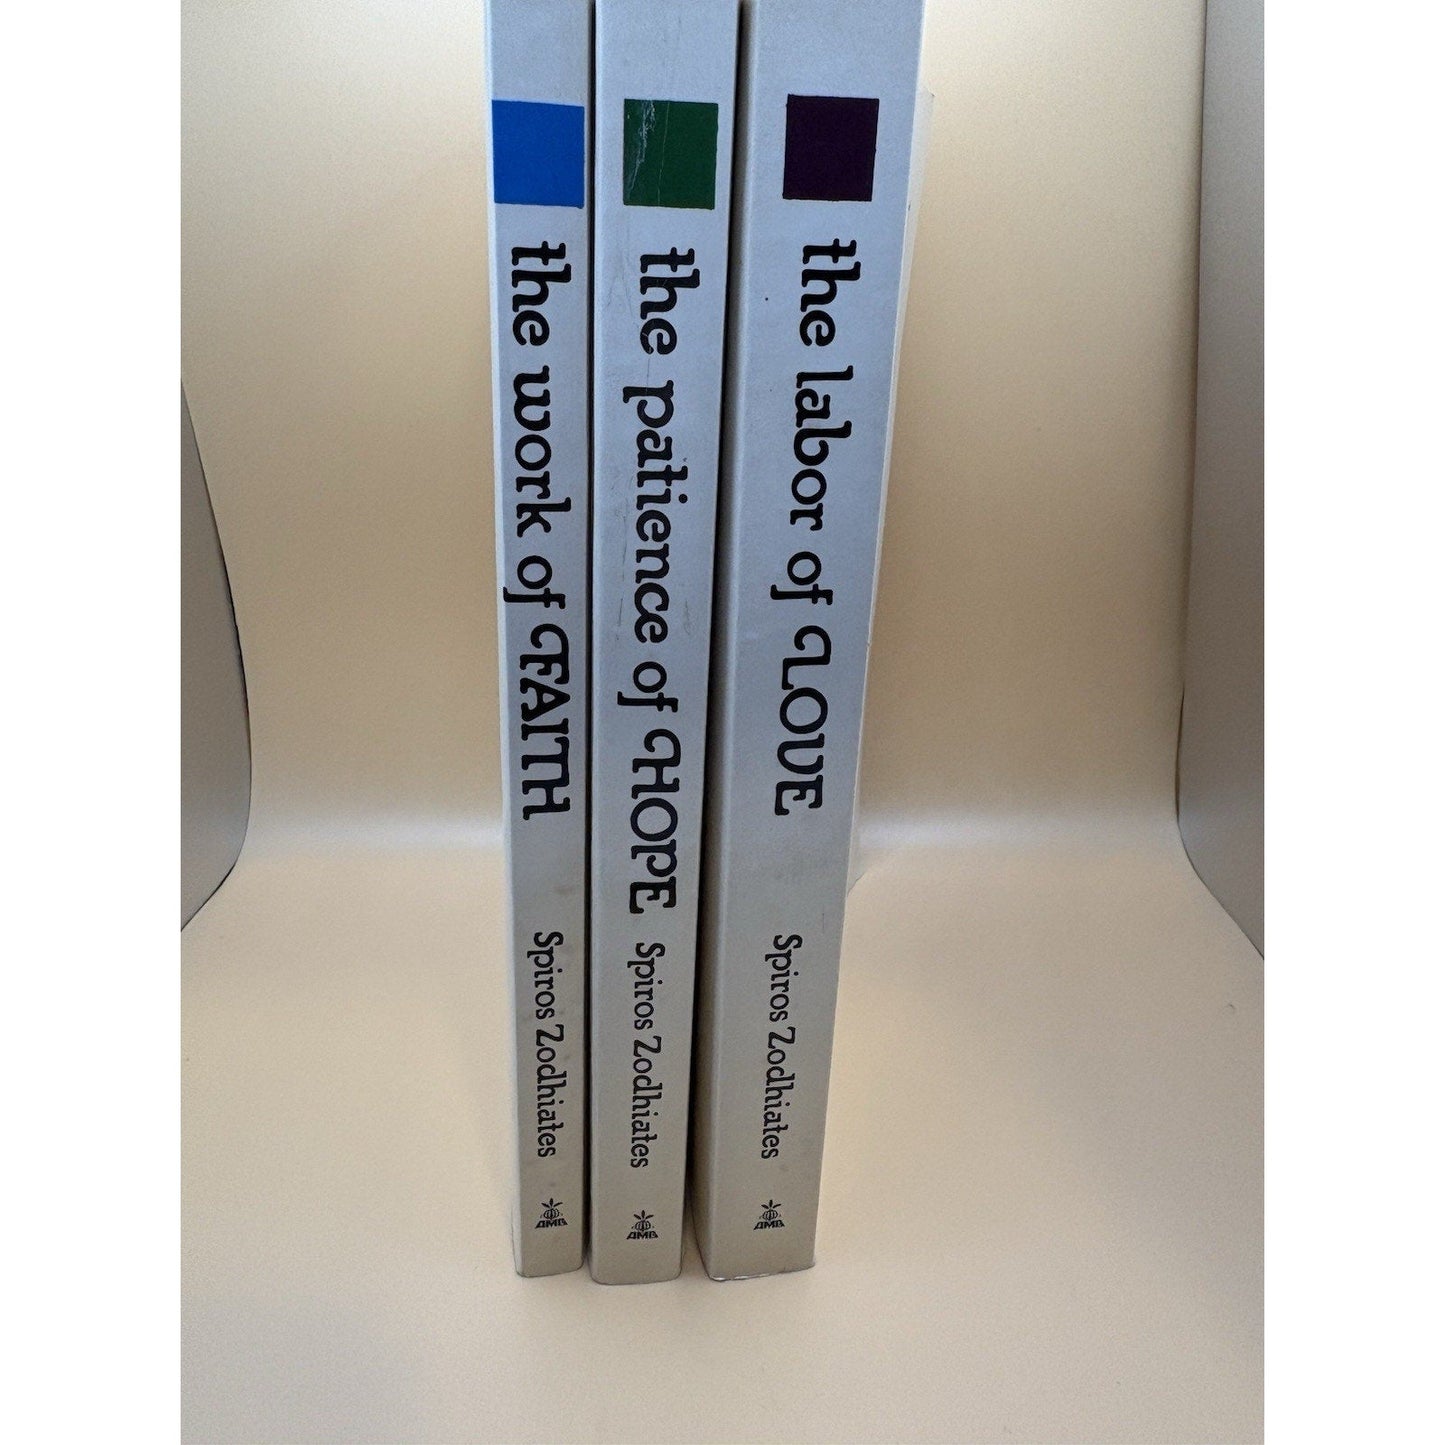 the work of FAITH
Spiros Zodhiates
AMG
the patience of HOPE
Spiros Zodhiates
AMG
the labor of LOVE
Spiros Zodhiates
AMG